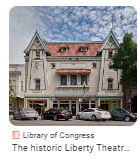 Library of Congress
The historic Liberty Theatr...